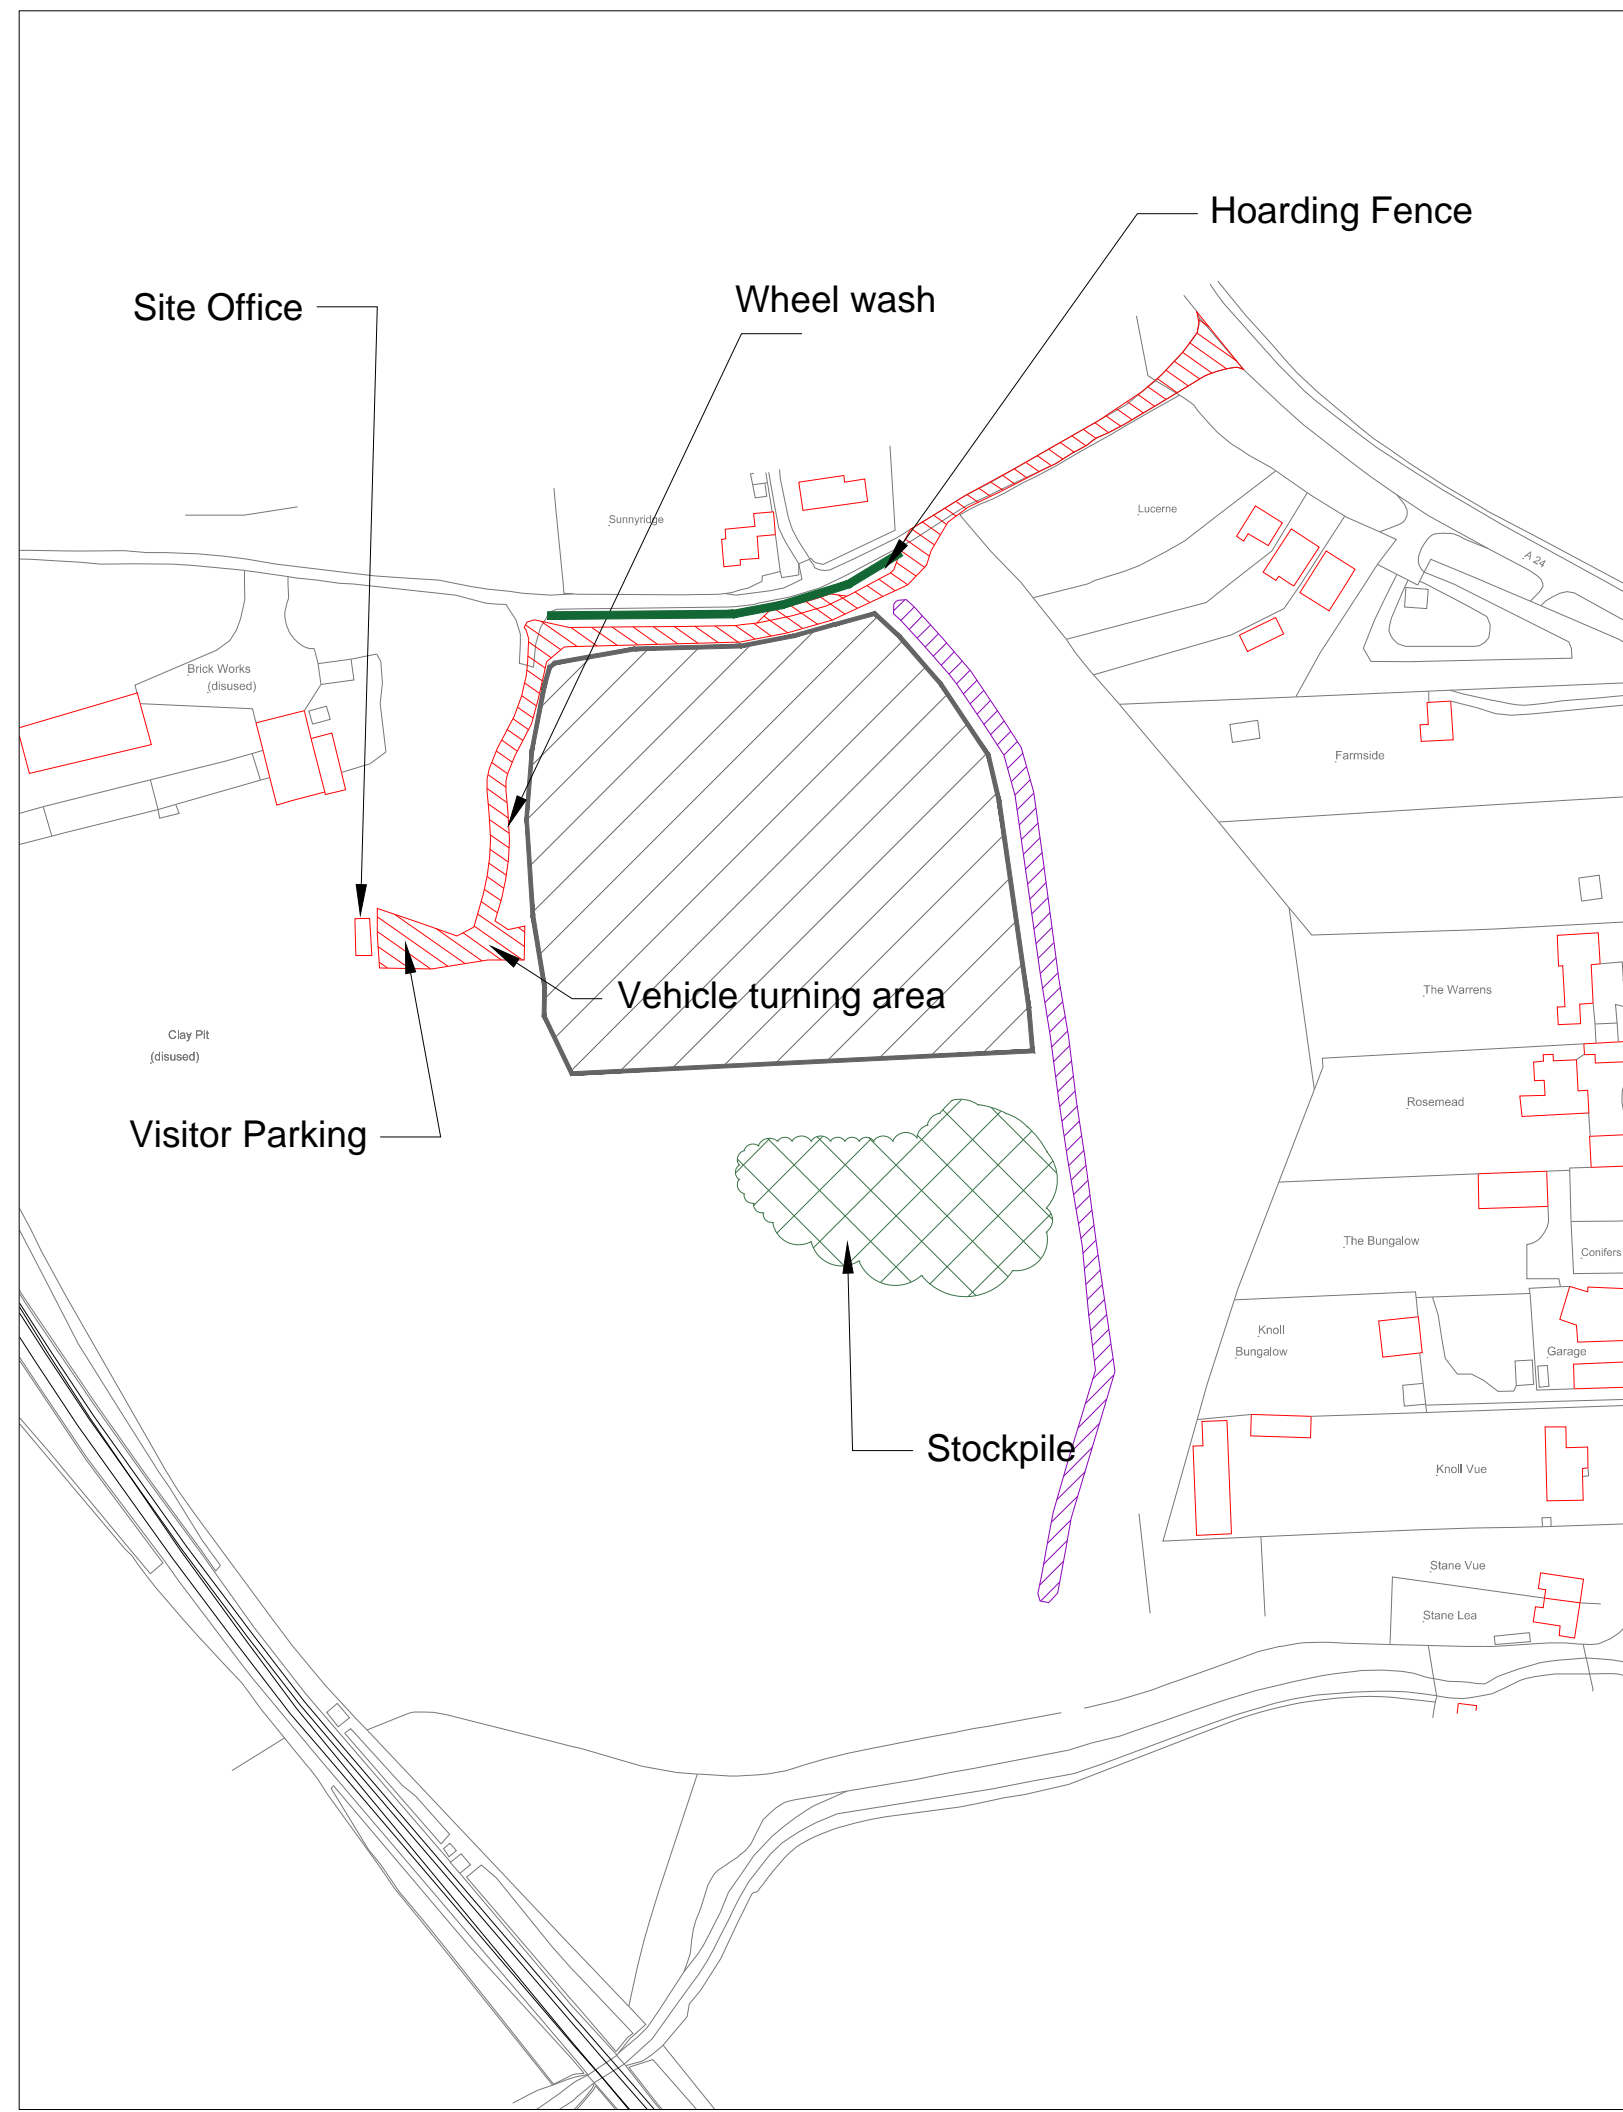 Hoarding Fence
Site Office
Wheel wash
Sunnyridge
Lucerne
A 24
Brick Works
(disused)
Farmside
The Warrens
Vehicle turning area
Clay Pit
(disused)
Rosemead
Visitor Parking
The Bungalow
Conifers
Knoll
Bungalow
Garage
Stockpile
Knoll Vue
Stane Vue
Stane Lea